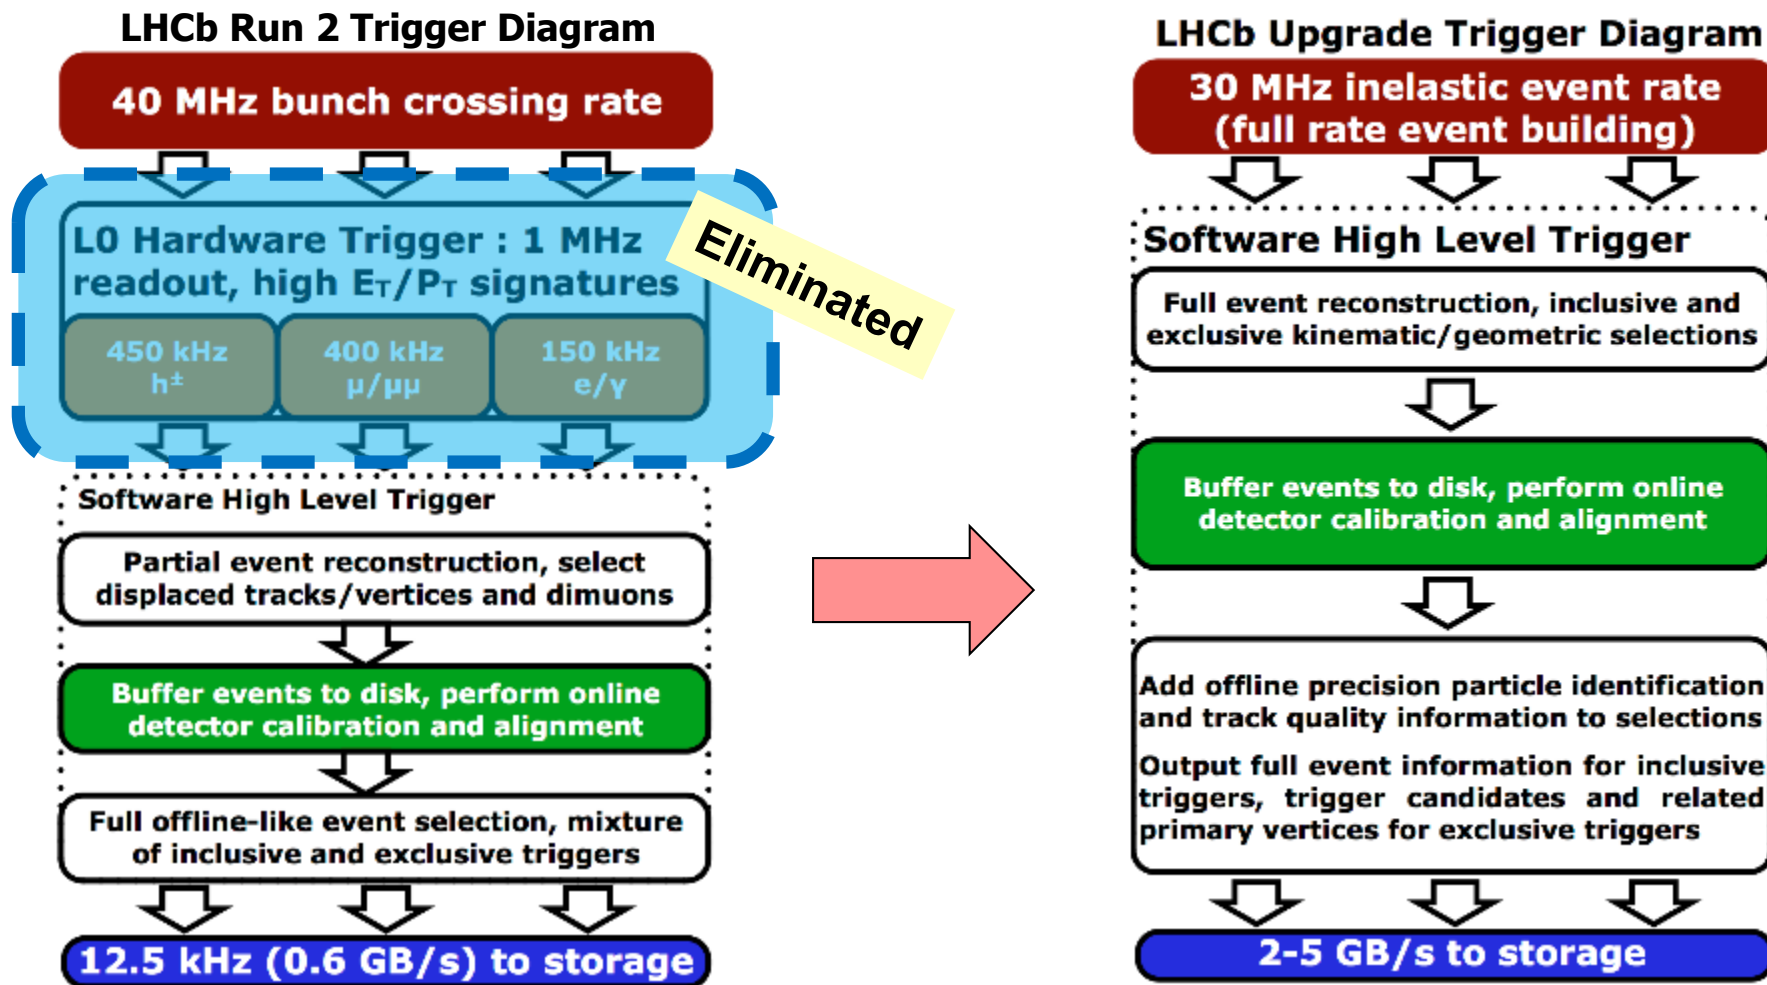 LHCb Run 2 Trigger Diagram
40 MHz bunch crossing rate
L0 Hardware Trigger : 1 MHz
readout, high ET/PT signatures
450 kHz
h±
400 kHz
μ/μμ
150 kHz
e/γ
Eliminated
Software High Level Trigger
Partial event reconstruction, select
displaced tracks/vertices and dimuons
Buffer events to disk, perform online
detector calibration and alignment
Full offline-like event selection, mixture
of inclusive and exclusive triggers
12.5 kHz (0.6 GB/s) to storage
LHCb Upgrade Trigger Diagram
30 MHz inelastic event rate
(full rate event building)
Software High Level Trigger
Full event reconstruction, inclusive and
exclusive kinematic/geometric selections
Buffer events to disk, perform online
detector calibration and alignment
Add offline precision particle identification
and track quality information to selections
Output full event information for inclusive
triggers, trigger candidates and related
primary vertices for exclusive triggers
2-5 GB/s to storage